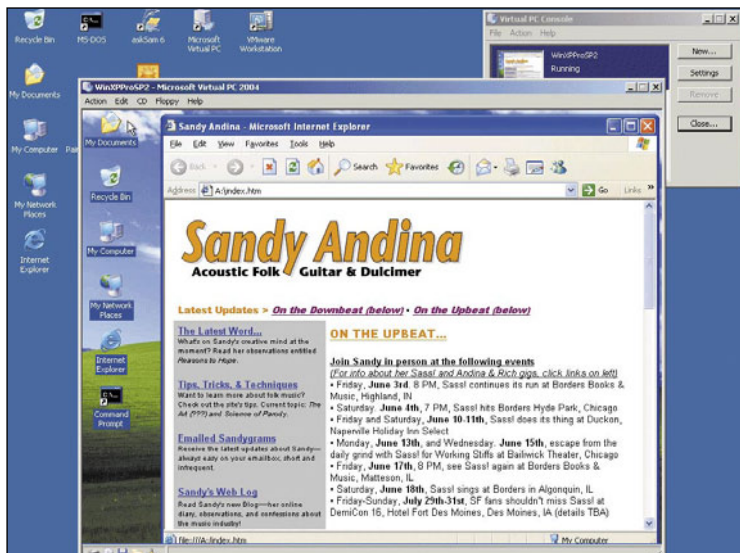 Recycle Bin
MS-DOS
askSam 6
Microsoft
Virtual PC
VMware
Workstation
My Documents
My Computer
My Network
Places
Internet
Explorer
Virtual PC Console
File Action Help
WinXPProSP2
Running
New...
Settings
Remove
Close...
WinXPProSP2 - Microsoft Virtual PC 2004
Action Edit CD Floppy Help
My Documents
Recycle Bin
My Computer
My Network
Places
Internet
Explorer
Command
Prompt
Sandy Andina - Microsoft Internet Explorer
File Edit View Favorites Tools Help
Back
Search
Favorites
Address
A:\index.htm
Go
Links
Sandy Andina
Acoustic Folk Guitar & Dulcimer
Latest Updates > On the Downbeat (below) • On the Upbeat (below)
The Latest Word...
What's on Sandy's creative mind at the
moment? Read her observations entitled
Reasons to Hope.
Tips, Tricks, & Techniques
Want to learn more about folk music?
Check out the site's tips. Current topic: The
Art (???) and Science of Parody.
Emailed Sandygrams
Receive the latest updates about Sandy—
always easy on your emailbox, short and
infrequent.
Sandy's Web Log
Read Sandy's new Blog—her online
diary, observations, and confessions about
the music industry!
ON THE UPBEAT...
Join Sandy in person at the following events
(For info about her Sass! and Andina & Rich gigs, click links on left)
• Friday, June 3rd. 8 PM, Sass! continues its run at Borders Books &
Music, Highland, IN
• Saturday. June 4th, 7 PM, Sass! hits Borders Hyde Park, Chicago
• Friday and Saturday, June 10-11th, Sass! does its thing at Duckon,
Naperville Holiday Inn Select
• Monday, June 13th, and Wednesday. June 15th, escape from the
daily grind with Sass! for Working Stiffs at Bailiwick Theater, Chicago
• Friday, June 17th, 8 PM, see Sass! again at Borders Books &
Music, Matteson, IL
• Saturday, June 18th, Sass! sings at Borders in Algonquin, IL
• Friday-Sunday, July 29th-31st, SF fans shouldn't miss Sass! at
DemiCon 16, Hotel Fort Des Moines, Des Moines, IA (details TBA)
file:///A:/index.htm
My Computer